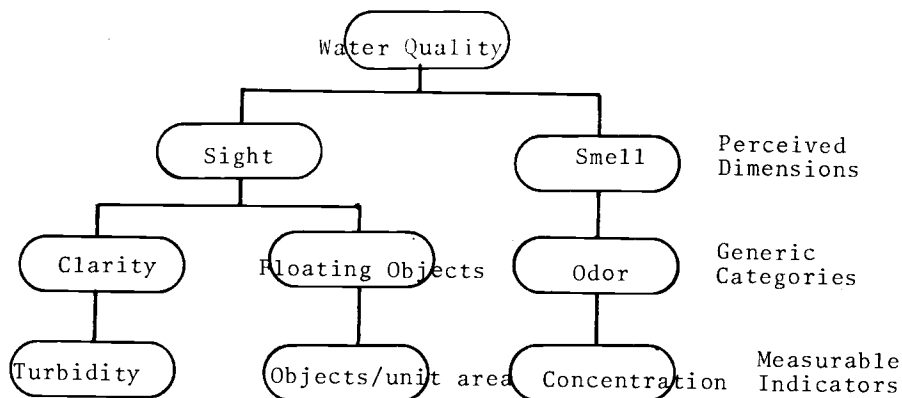 Water Quality
Sight
Smell
Perceived
Dimensions
Clarity
Floating Objects
Odor
Generic
Categories
Turbidity
Objects/unit area
Concentration
Measurable
Indicators